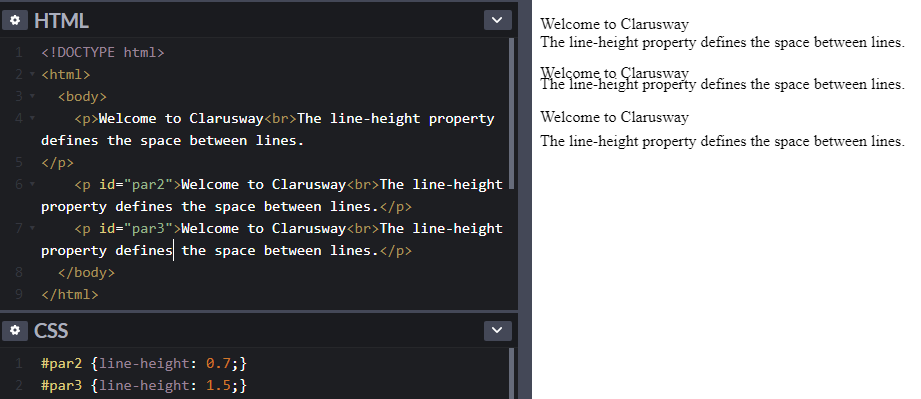 HTML
1 <!DOCTYPE html>
2 <html>
3 <body>
4 <p>Welcome to Clarusway<br>The line-height property
defines the space between lines.
5 </p>
6 <p id="par2">Welcome to Clarusway<br>The line-height
property defines the space between lines.</p>
7 <p id="par3">Welcome to Clarusway<br>The line-height
property defines the space between lines.</p>
8 </body>
9 </html>
CSS
1 #par2 {line-height: 0.7;}
2 #par3 {line-height: 1.5;}
Welcome to Clarusway
The line-height property defines the space between lines.
Welcome to Clarusway
The line-height property defines the space between lines.
Welcome to Clarusway
The line-height property defines the space between lines.